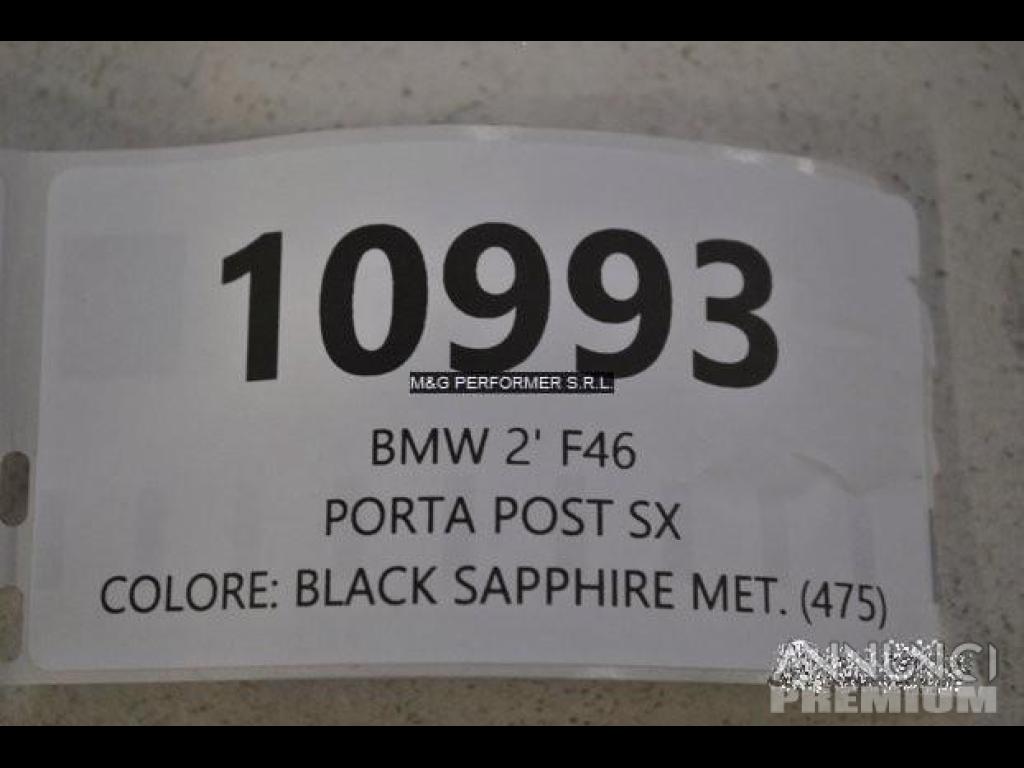 10993
M&G PERFORMER S.R.L.
BMW 2' F46
PORTA POST SX
COLORE: BLACK SAPPHIRE MET. (475)
ANNUNCI
PREMIUM